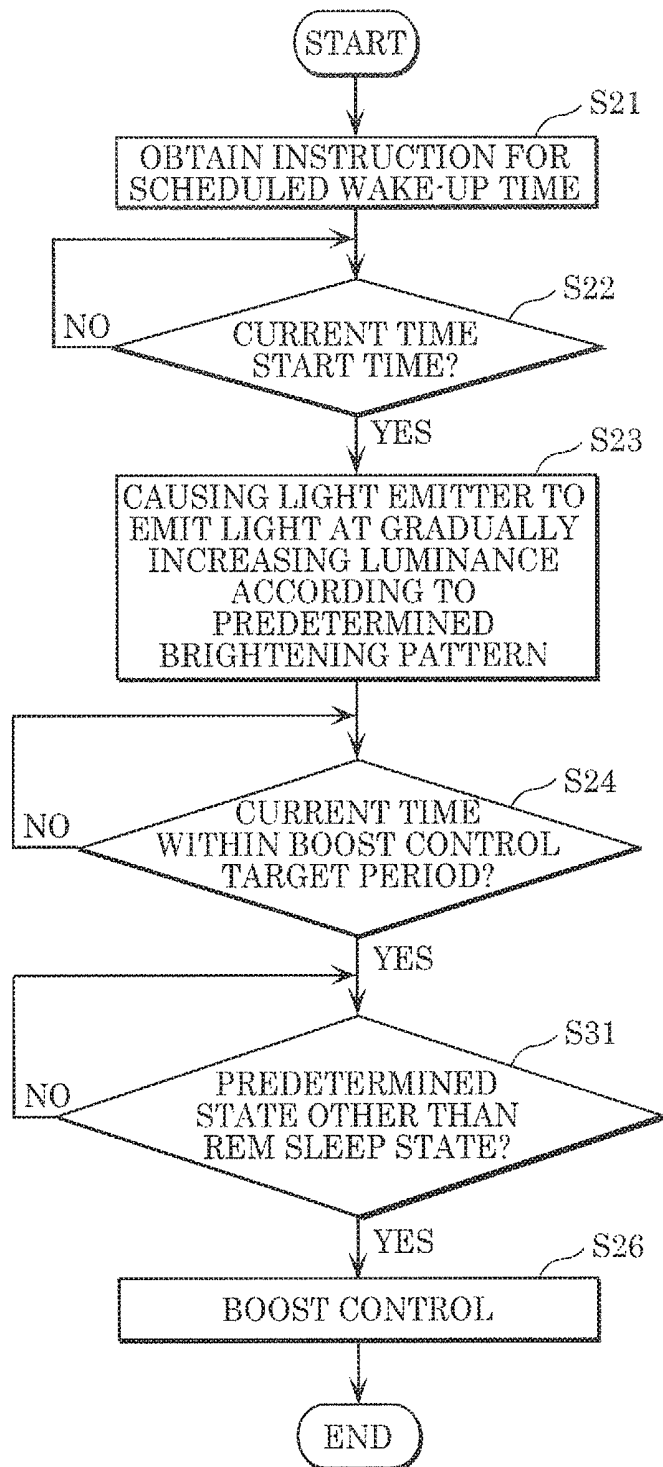 START
S21
OBTAIN INSTRUCTION FOR
SCHEDULED WAKE-UP TIME
S22
NO
CURRENT TIME
START TIME?
YES
S23
CAUSING LIGHT EMITTER TO
EMIT LIGHT AT GRADUALLY
INCREASING LUMINANCE
ACCORDING TO
PREDETERMINED
BRIGHTENING PATTERN
S24
NO
CURRENT TIME
WITHIN BOOST CONTROL
TARGET PERIOD?
YES
S31
NO
PREDETERMINED
STATE OTHER THAN
REM SLEEP STATE?
YES
S26
BOOST CONTROL
END